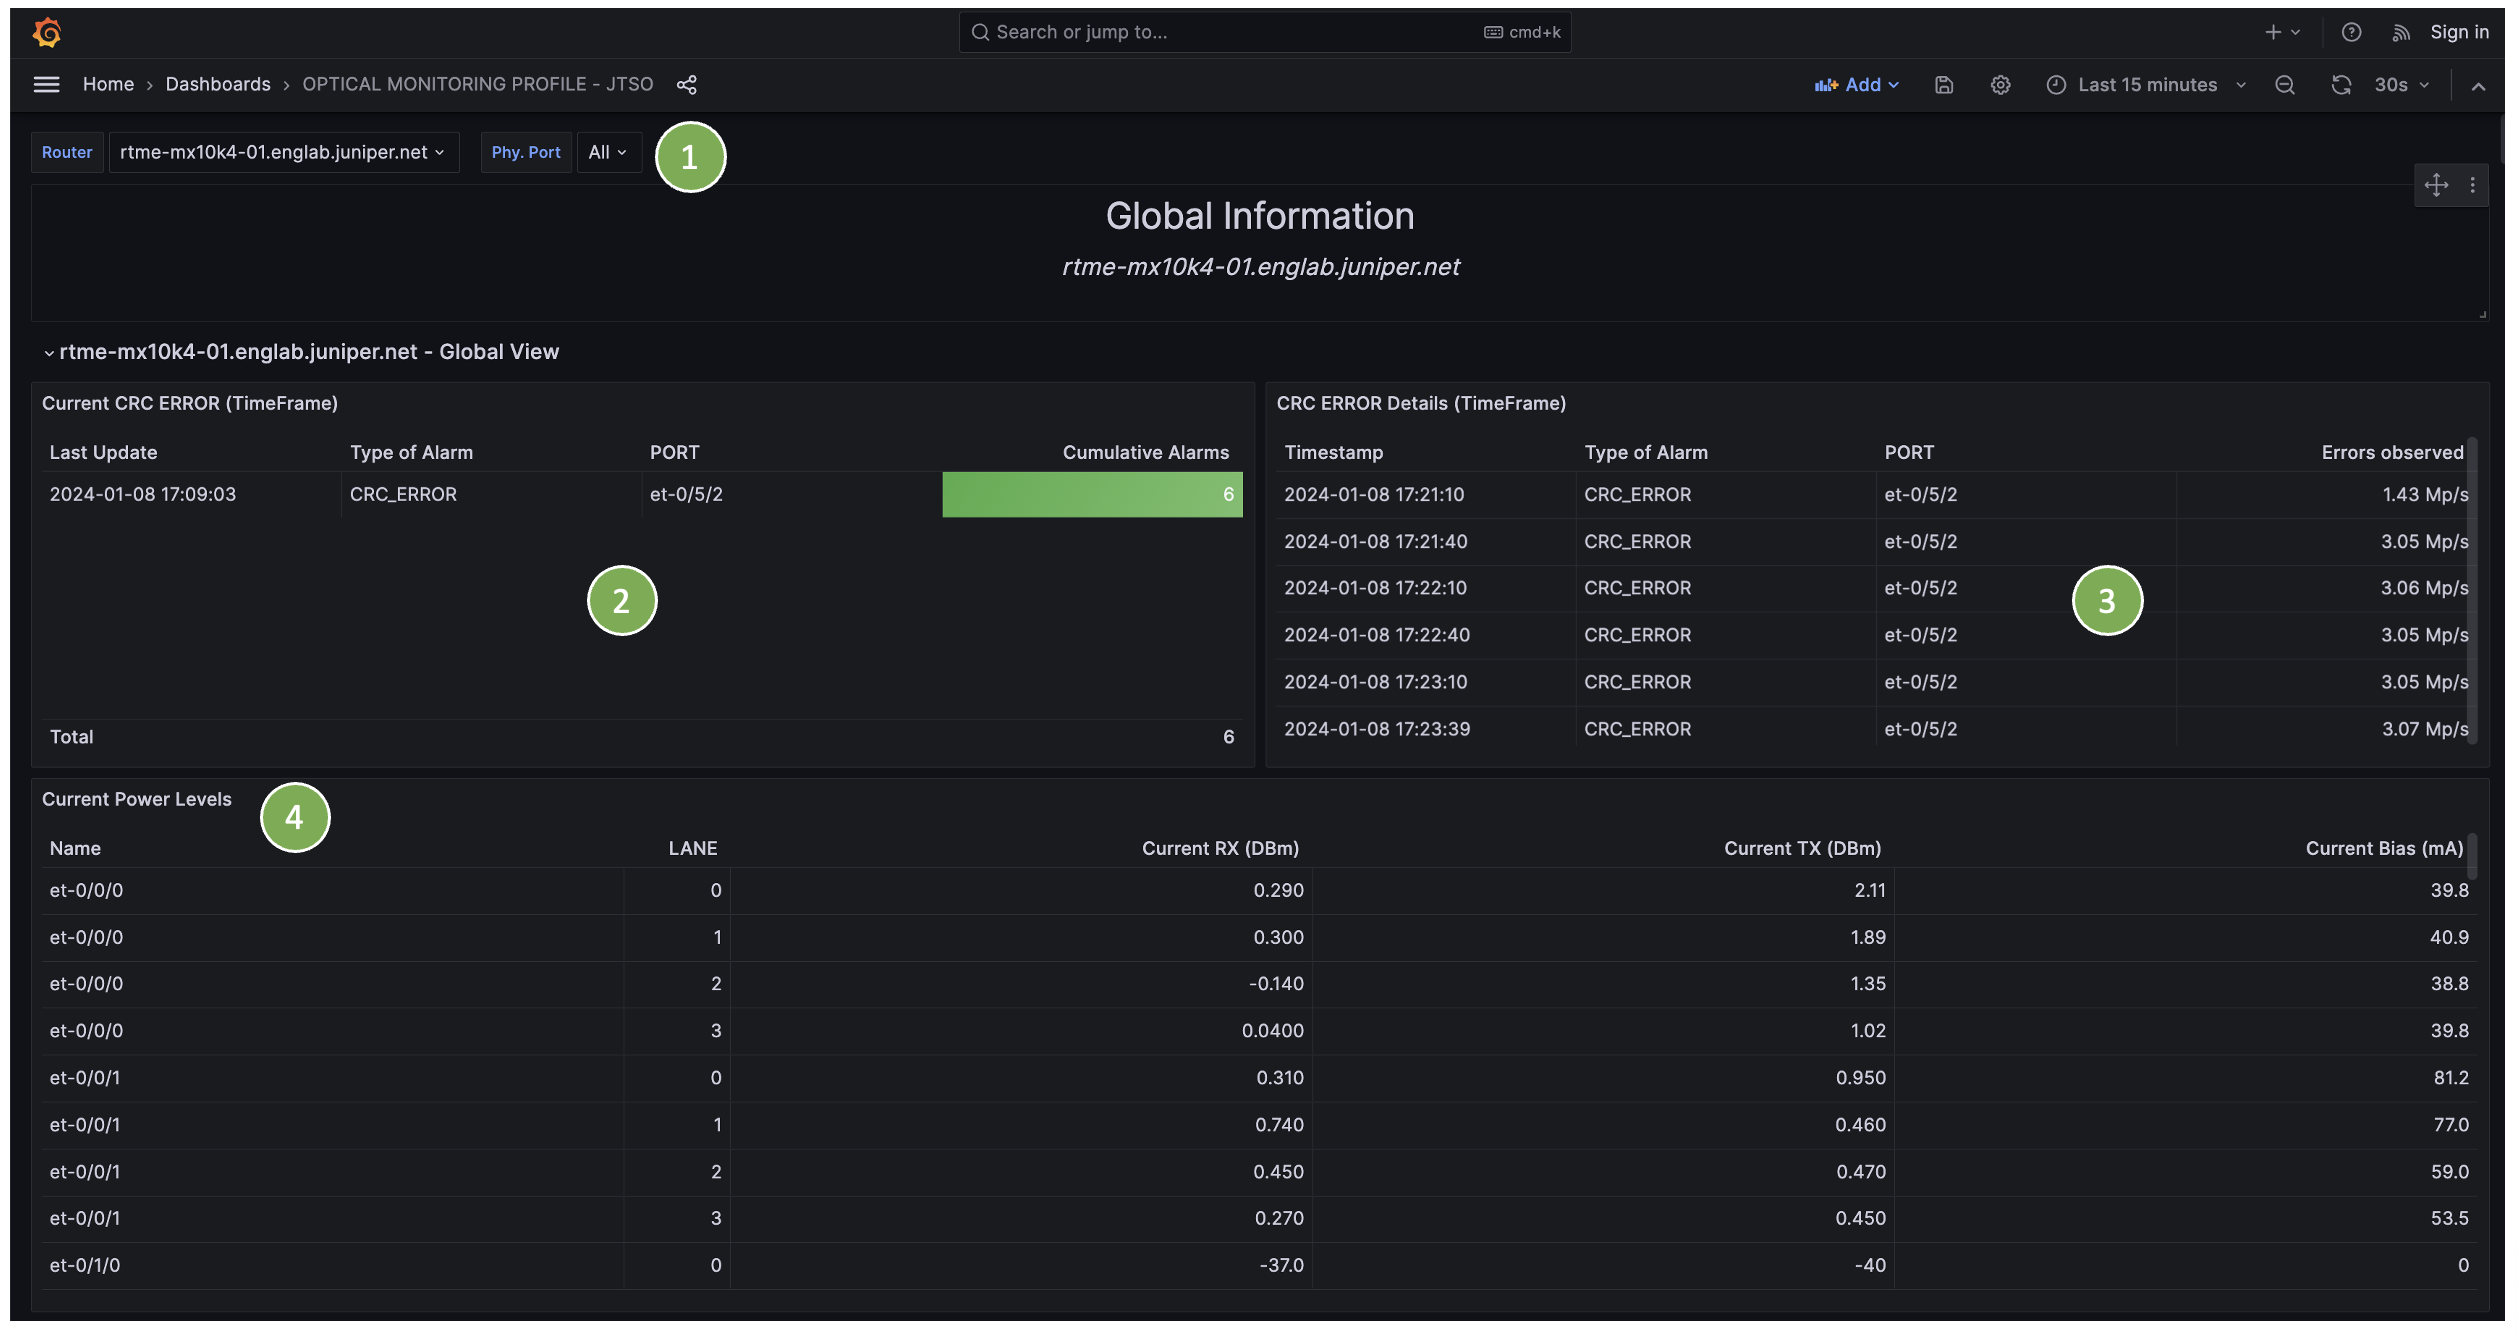 Search or jump to... cmd+k Sign in
Home › Dashboards › OPTICAL MONITORING PROFILE - JTSO Add Last 15 minutes 30s
Router rtme-mx10k4-01.englab.juniper.net Phy. Port All 1
Global Information
rtme-mx10k4-01.englab.juniper.net
rtme-mx10k4-01.englab.juniper.net - Global View
Current CRC ERROR (TimeFrame)
Last Update Type of Alarm PORT Cumulative Alarms
2024-01-08 17:09:03 CRC_ERROR et-0/5/2 6
2
Total 6
CRC ERROR Details (TimeFrame)
Timestamp Type of Alarm PORT Errors observed
2024-01-08 17:21:10 CRC_ERROR et-0/5/2 1.43 Mp/s
2024-01-08 17:21:40 CRC_ERROR et-0/5/2 3.05 Mp/s
2024-01-08 17:22:10 CRC_ERROR et-0/5/2 3.06 Mp/s
3
2024-01-08 17:22:40 CRC_ERROR et-0/5/2 3.05 Mp/s
2024-01-08 17:23:10 CRC_ERROR et-0/5/2 3.05 Mp/s
2024-01-08 17:23:39 CRC_ERROR et-0/5/2 3.07 Mp/s
Current Power Levels 4
Name LANE Current RX (DBm) Current TX (DBm) Current Bias (mA)
et-0/0/0 0 0.290 2.11 39.8
et-0/0/0 1 0.300 1.89 40.9
et-0/0/0 2 -0.140 1.35 38.8
et-0/0/0 3 0.0400 1.02 39.8
et-0/0/1 0 0.310 0.950 81.2
et-0/0/1 1 0.740 0.460 77.0
et-0/0/1 2 0.450 0.470 59.0
et-0/0/1 3 0.270 0.450 53.5
et-0/1/0 0 -37.0 -40 0